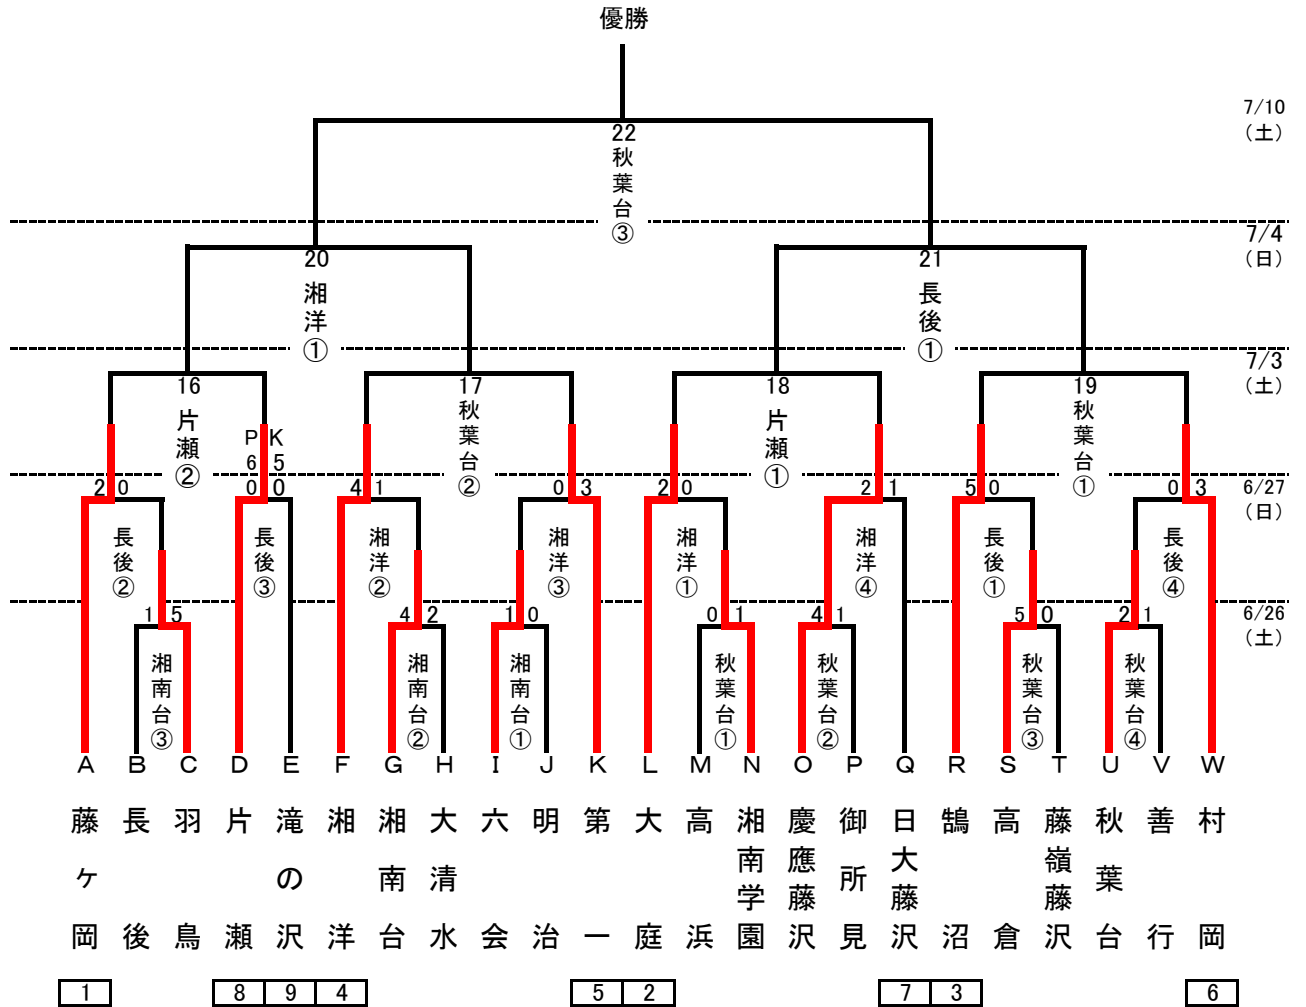 優勝
7/10
(土)
22
秋葉台③
7/4
(日)
20
湘洋①
21
長後①
7/3
(土)
16
片瀬②
17
秋葉台②
18
片瀬①
19
秋葉台①
PK
6 5
2 0
0 0
4 1
0 3
2 0
2 1
5 0
0 3
6/27
(日)
長後②
長後③
湘洋②
湘洋③
湘洋①
湘洋④
長後①
長後④
1 5
4 2
1 0
0 1
4 1
5 0
2 1
6/26
(土)
湘南台③
湘南台②
湘南台①
秋葉台①
秋葉台②
秋葉台③
秋葉台④
A B C D E F G H I J K L M N O P Q R S T U V W
藤ヶ岡
長後
羽鳥
片瀬
滝の沢
湘洋
湘南台
大清水
六会
明治
第一
大庭
高浜
湘南学園
慶應藤沢
御所見
日大藤沢
鵠沼
高倉
藤嶺藤沢
秋葉台
善行
村岡
1 8 9 4 5 2 7 3 6